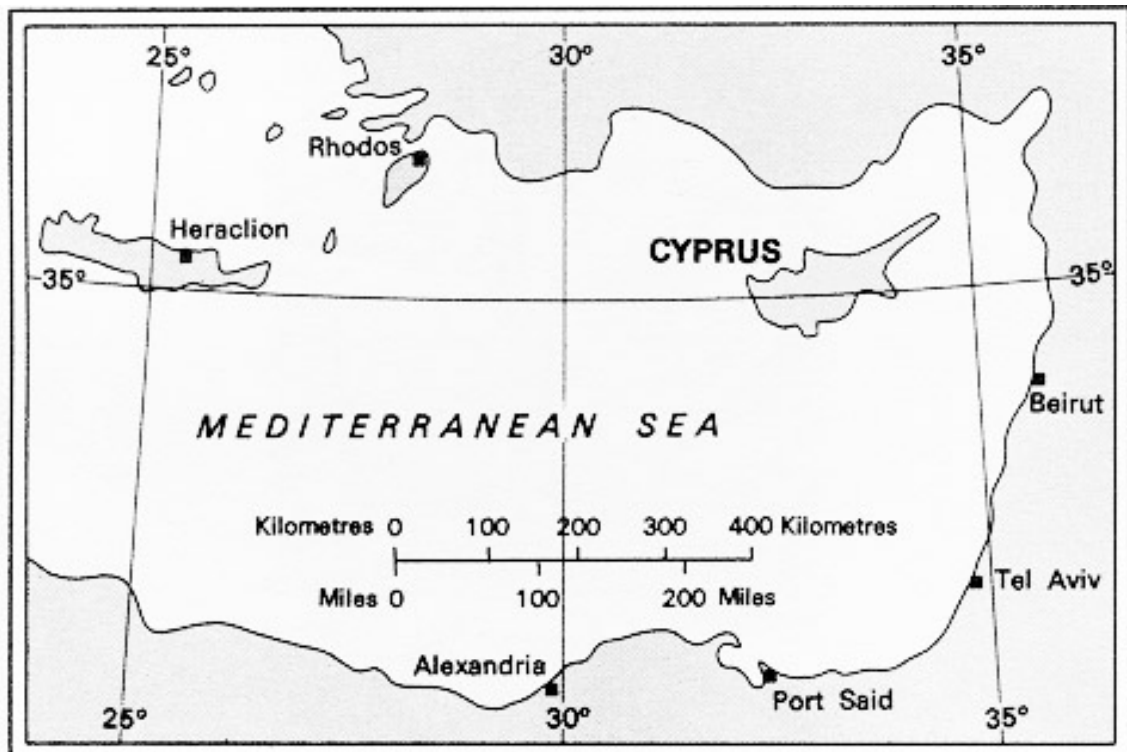 25° 30° 35°
Rhodos
Heraclion
CYPRUS
35° 35°
Beirut
MEDITERRANEAN SEA
Kilometres 0 100 200 300 400 Kilometres
Miles 0 100 200 Miles
Tel Aviv
Alexandria
Port Said
25° 30° 35°